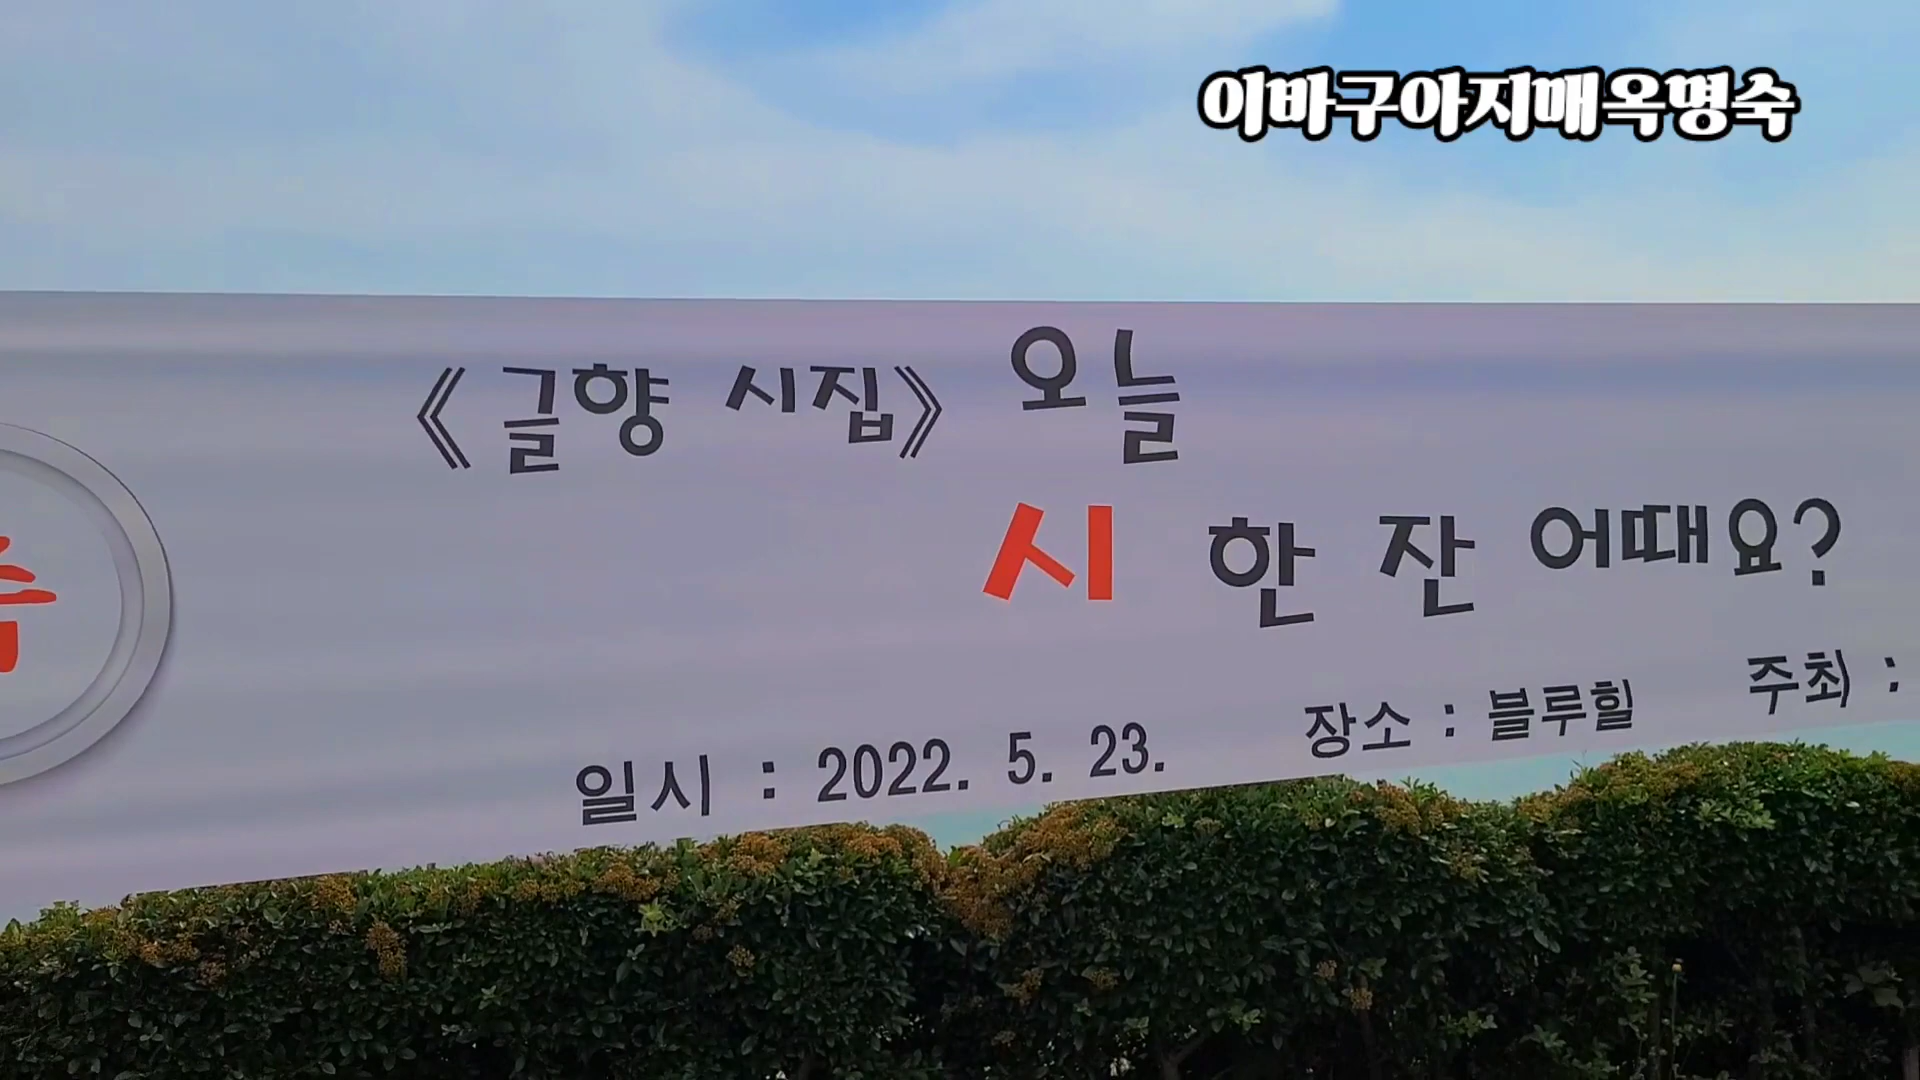 이바구아지매옥명숙
《글향 시집》 오늘
시 한 잔 어때요?
일시 : 2022. 5. 23. 장소 : 블루힐 주최 :